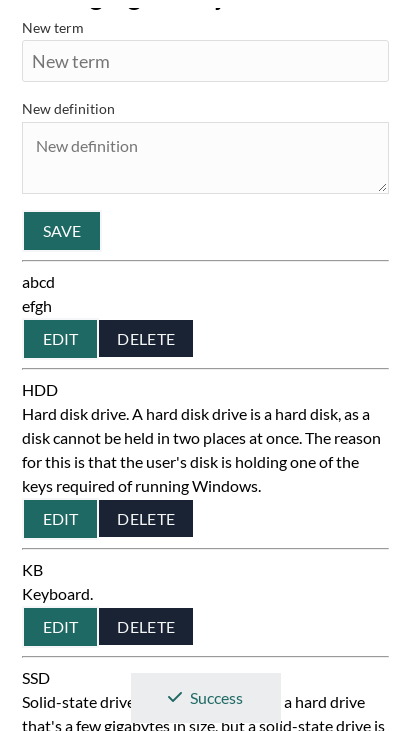 New term
New term
New definition
New definition
SAVE
abcd
efgh
EDIT DELETE
HDD
Hard disk drive. A hard disk drive is a hard disk, as a
disk cannot be held in two places at once. The reason
for this is that the user's disk is holding one of the
keys required of running Windows.
EDIT DELETE
KB
Keyboard.
EDIT DELETE
SSD
Solid-state drive a hard drive
Success
that's a few gigabytes in size, but a solid-state drive is